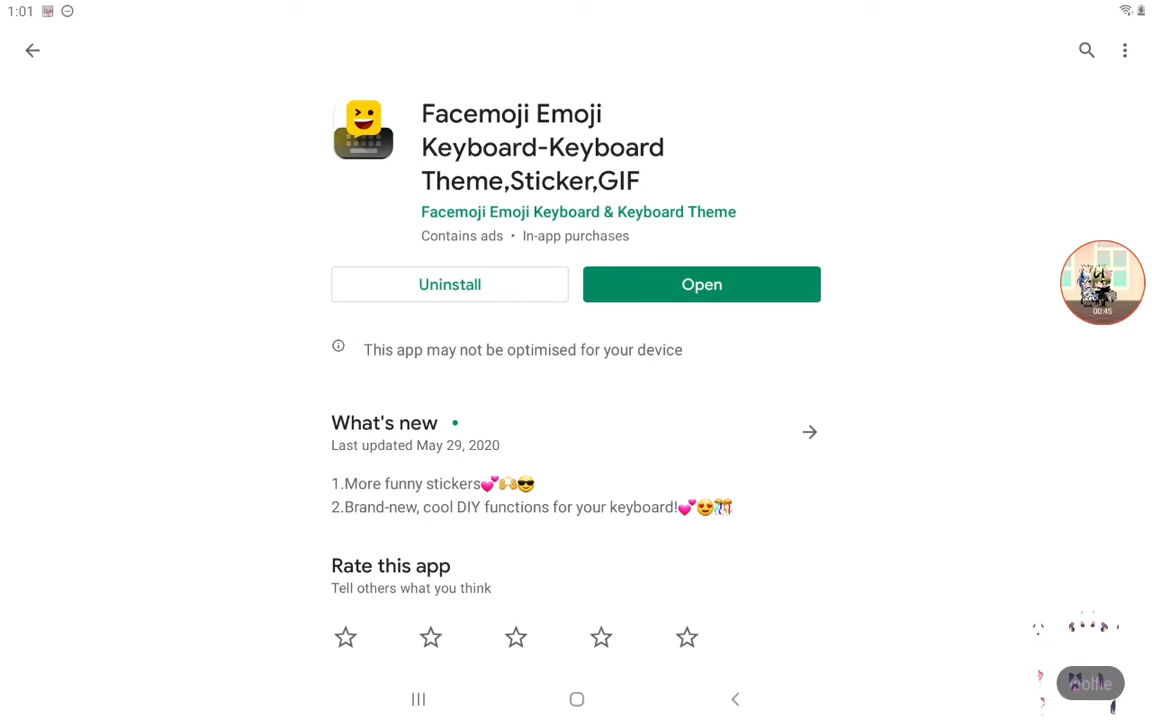 1:01
Facemoji Emoji
Keyboard-Keyboard
Theme,Sticker,GIF
Facemoji Emoji Keyboard & Keyboard Theme
Contains ads • In-app purchases
Uninstall
Open
00:45
This app may not be optimised for your device
What's new
Last updated May 29, 2020
1.More funny stickers💕🙌😎
2.Brand-new, cool DIY functions for your keyboard!💕😍🎊
Rate this app
Tell others what you think